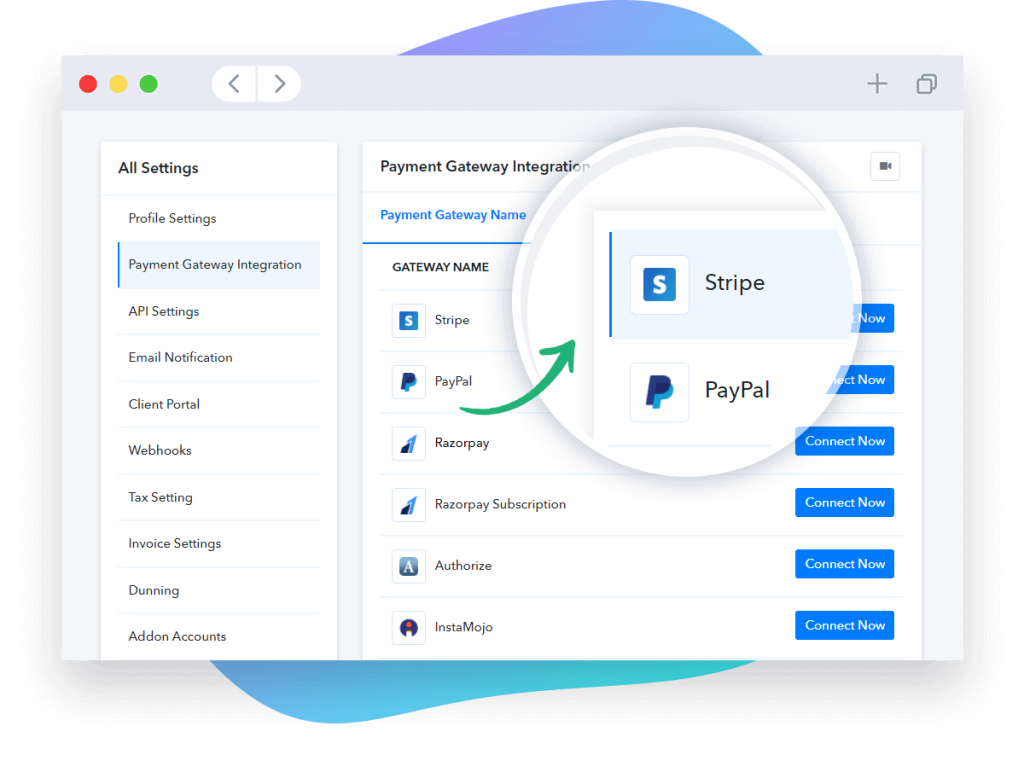 All Settings
Profile Settings
Payment Gateway Integration
API Settings
Email Notification
Client Portal
Webhooks
Tax Setting
Invoice Settings
Dunning
Addon Accounts
Payment Gateway Integration
Payment Gateway Name
GATEWAY NAME
S Stripe Now
PayPal Now
Razorpay Connect Now
Razorpay Subscription Connect Now
A Authorize Connect Now
InstaMojo Connect Now
S Stripe
PayPal